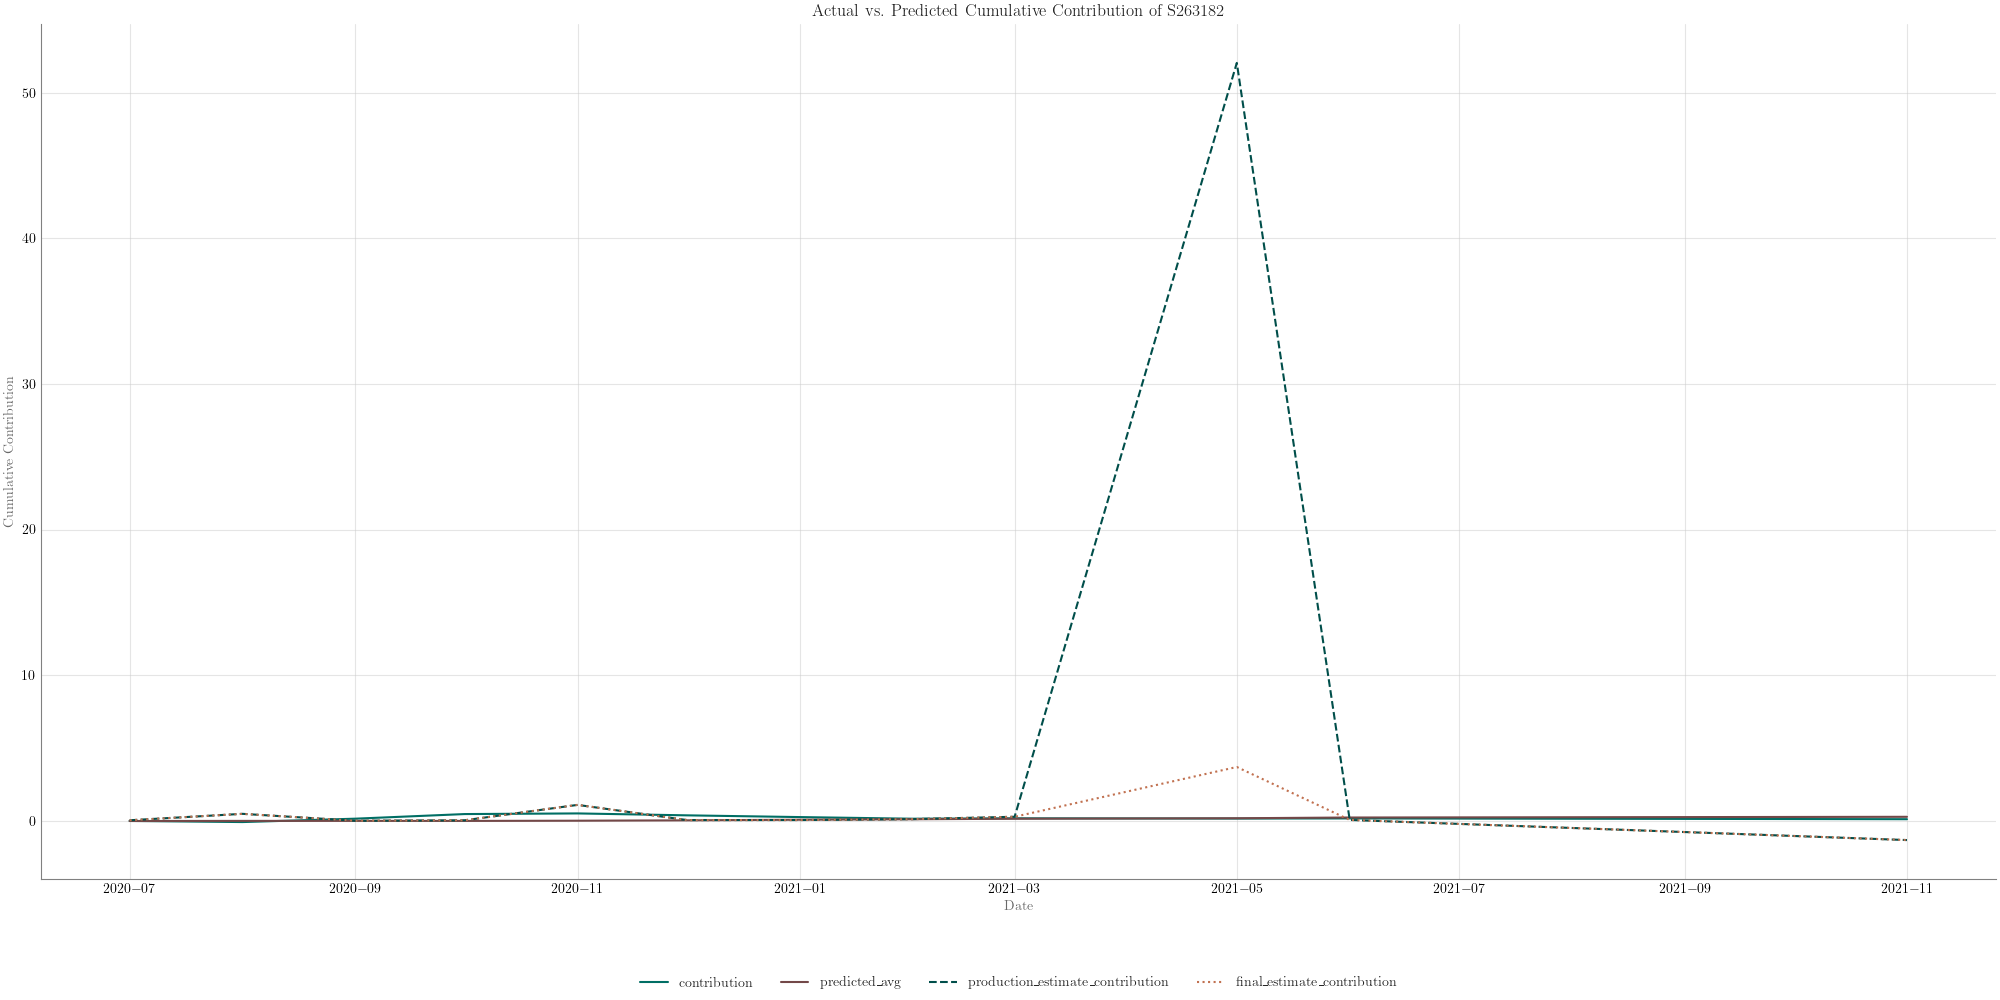 Actual vs. Predicted Cumulative Contribution of S263182
50
40
30
20
10
0
Cumulative Contribution
2020−07 2020−09 2020−11 2021−01 2021−03 2021−05 2021−07 2021−09 2021−11
Date
contribution predicted_avg production_estimate_contribution final_estimate_contribution